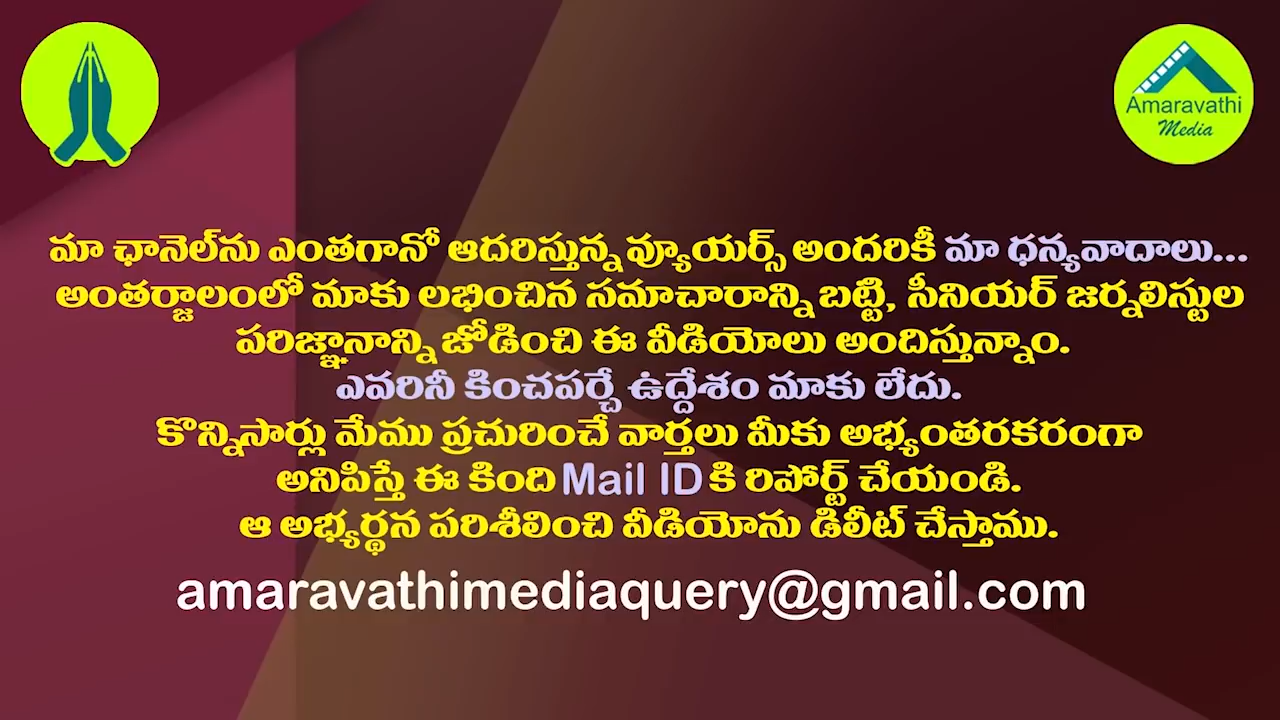 Amaravathi
Media
మా ఛానెల్‌ను ఎంతగానో ఆదరిస్తున్న వ్యూయర్స్ అందరికీ మా ధన్యవాదాలు...
అంతర్జాలంలో మాకు లభించిన సమాచారాన్ని బట్టి, సీనియర్ జర్నలిస్టుల
పరిజ్ఞానాన్ని జోడించి ఈ వీడియోలు అందిస్తున్నాం.
ఎవరినీ కించపర్చే ఉద్దేశం మాకు లేదు.
కొన్నిసార్లు మేము ప్రచురించే వార్తలు మీకు అభ్యంతరకరంగా
అనిపిస్తే ఈ కింది Mail ID కి రిపోర్ట్ చేయండి.
ఆ అభ్యర్థన పరిశీలించి వీడియోను డిలీట్ చేస్తాము.
amaravathimediaquery@gmail.com